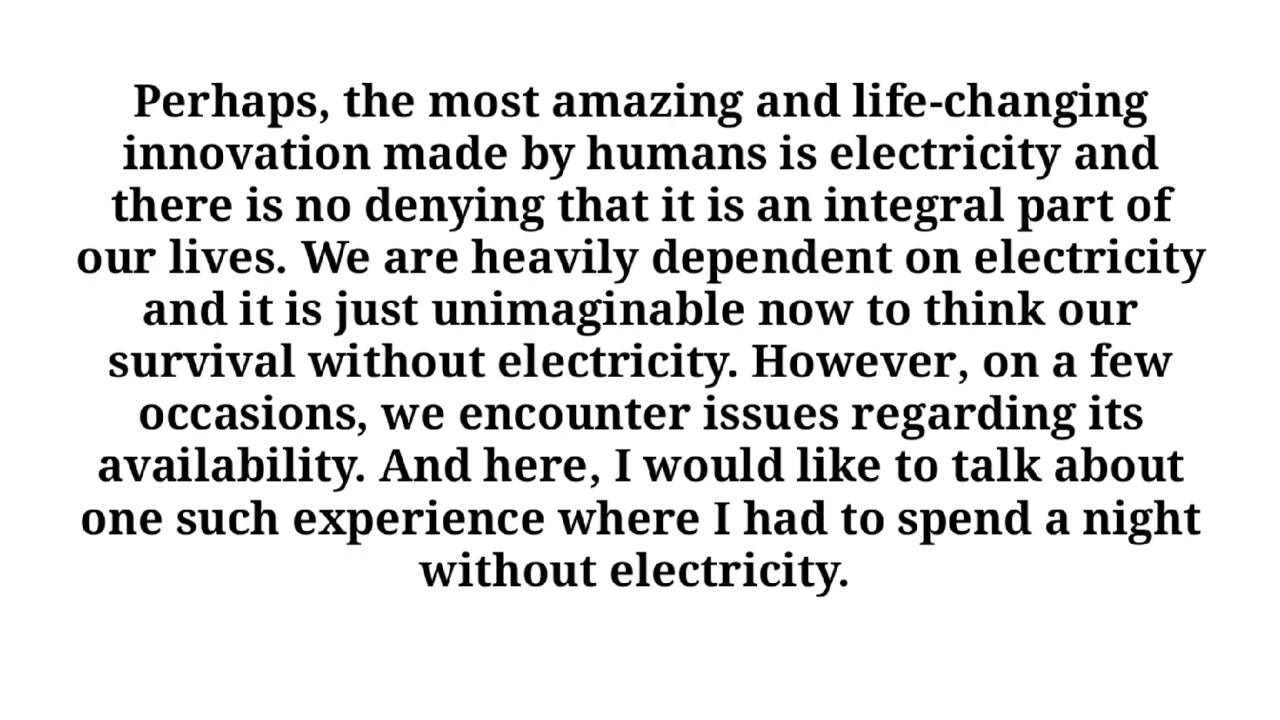 Perhaps, the most amazing and life-changing
innovation made by humans is electricity and
there is no denying that it is an integral part of
our lives. We are heavily dependent on electricity
and it is just unimaginable now to think our
survival without electricity. However, on a few
occasions, we encounter issues regarding its
availability. And here, I would like to talk about
one such experience where I had to spend a night
without electricity.